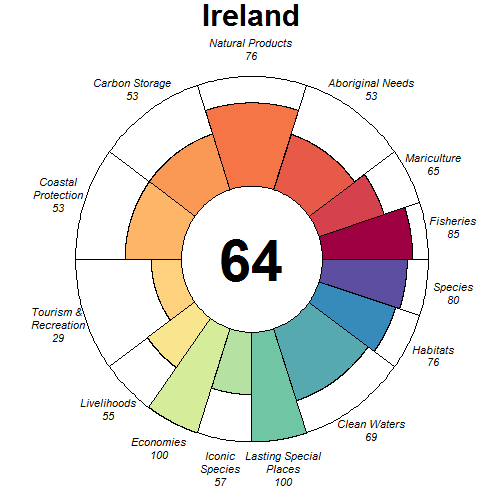 Ireland
Natural Products
76
Carbon Storage
53
Aboriginal Needs
53
Mariculture
65
Coastal
Protection
53
Fisheries
85
64
Species
80
Tourism &
Recreation
29
Habitats
76
Livelihoods
55
Clean Waters
69
Economies
100
Iconic
Species
57
Lasting Special
Places
100